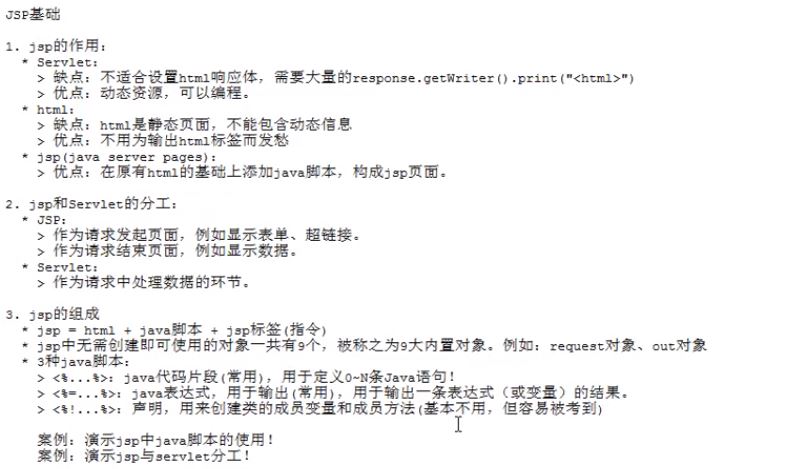 JSP基础
1. jsp的作用：
* Servlet:
> 缺点：不适合设置html响应体，需要大量的response.getWriter().print("<html>")
> 优点：动态资源，可以编程。
* html:
> 缺点：html是静态页面，不能包含动态信息
> 优点：不用为输出html标签而发愁
* jsp(java server pages):
> 优点：在原有html的基础上添加java脚本，构成jsp页面。
2. jsp和Servlet的分工：
* JSP:
> 作为请求发起页面，例如显示表单、超链接。
> 作为请求结束页面，例如显示数据。
* Servlet:
> 作为请求中处理数据的环节。
3. jsp的组成
* jsp = html + java脚本 + jsp标签(指令)
* jsp中无需创建即可使用的对象一共有9个，被称之为9大内置对象。例如：request对象、out对象
* 3种java脚本：
> <%...%>: java代码片段(常用)，用于定义0~N条Java语句！
> <%=...%>: java表达式，用于输出(常用)，用于输出一条表达式（或变量）的结果。
> <%!...%>: 声明，用来创建类的成员变量和成员方法(基本不用，但容易被考到)
案例：演示jsp中java脚本的使用！
案例：演示jsp与servlet分工！